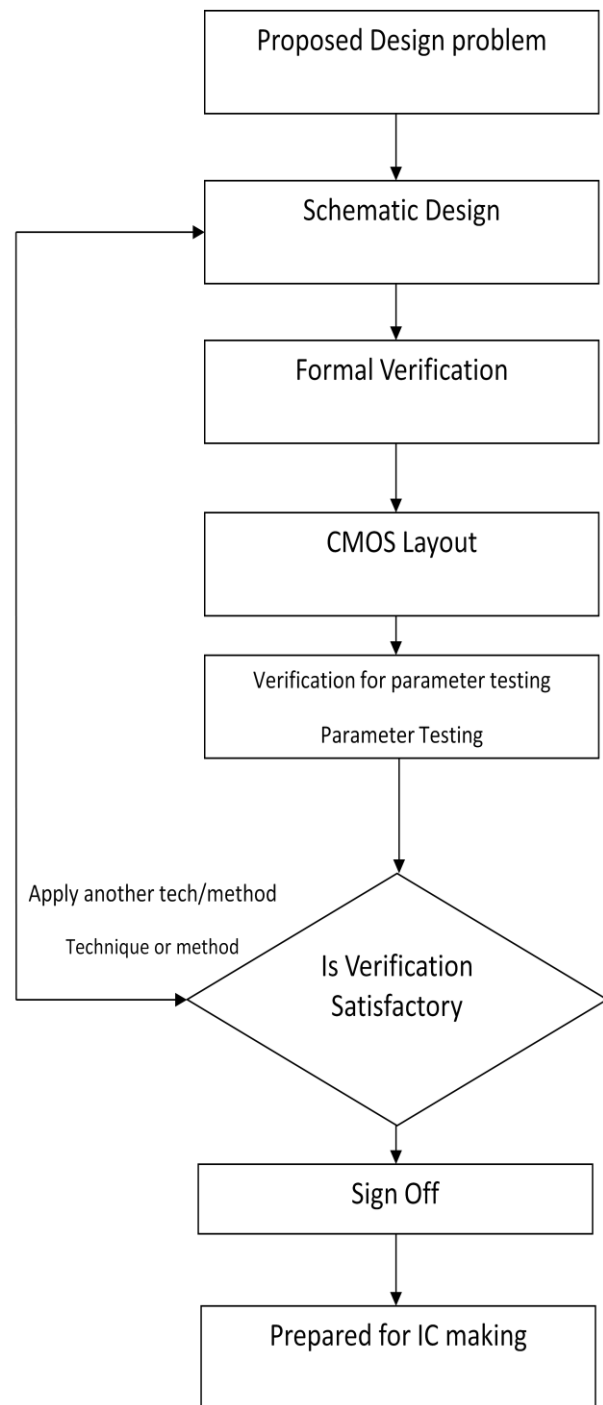 Proposed Design problem
Schematic Design
Formal Verification
CMOS Layout
Verification for parameter testing
Parameter Testing
Apply another tech/method
Technique or method
Is Verification
Satisfactory
Sign Off
Prepared for IC making